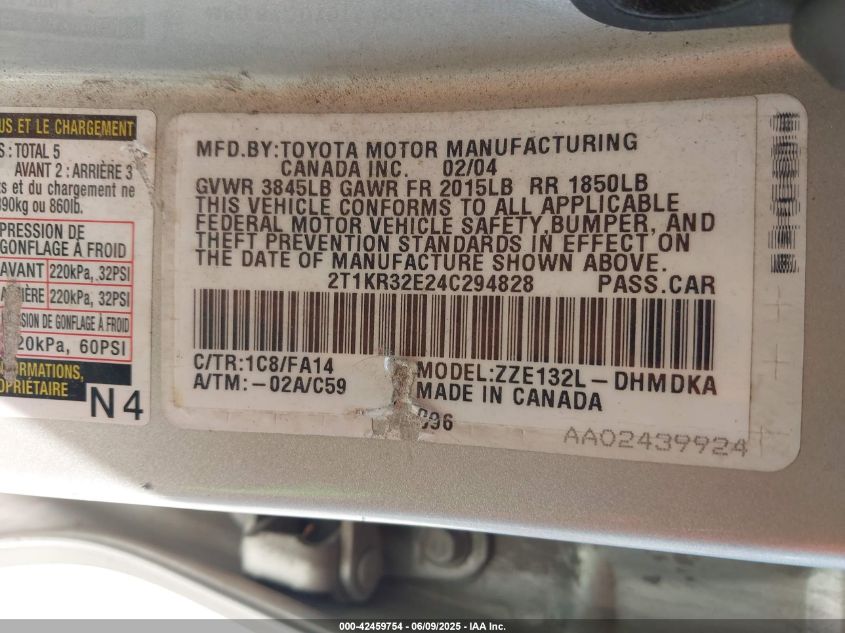 US ET LE CHARGEMENT
S : TOTAL 5
AVANT 2 : ARRIÈRE 3
ts et du chargement ne
390kg ou 860lb.
PRESSION DE
GONFLAGE À FROID
AVANT 220kPa, 32PSI
IÈRE 220kPa, 32PSI
SION DE GONFLAGE À FROID
20kPa, 60PSI
PRIÉTAIRE
N4
MFD.BY:TOYOTA MOTOR MANUFACTURING
CANADA INC. 02/04
GVWR 3845LB GAWR FR 2015LB RR 1850LB
THIS VEHICLE CONFORMS TO ALL APPLICABLE
FEDERAL MOTOR VEHICLE SAFETY,BUMPER, AND
THEFT PREVENTION STANDARDS IN EFFECT ON
THE DATE OF MANUFACTURE SHOWN ABOVE.
2T1KR32E24C294828 PASS.CAR
C/TR:1C8/FA14 MODEL:ZZE132L-DHMDKA
A/TM:-02A/C59 MADE IN CANADA
096
AA02439924
000-42459754 - 06/09/2025 - IAA Inc.